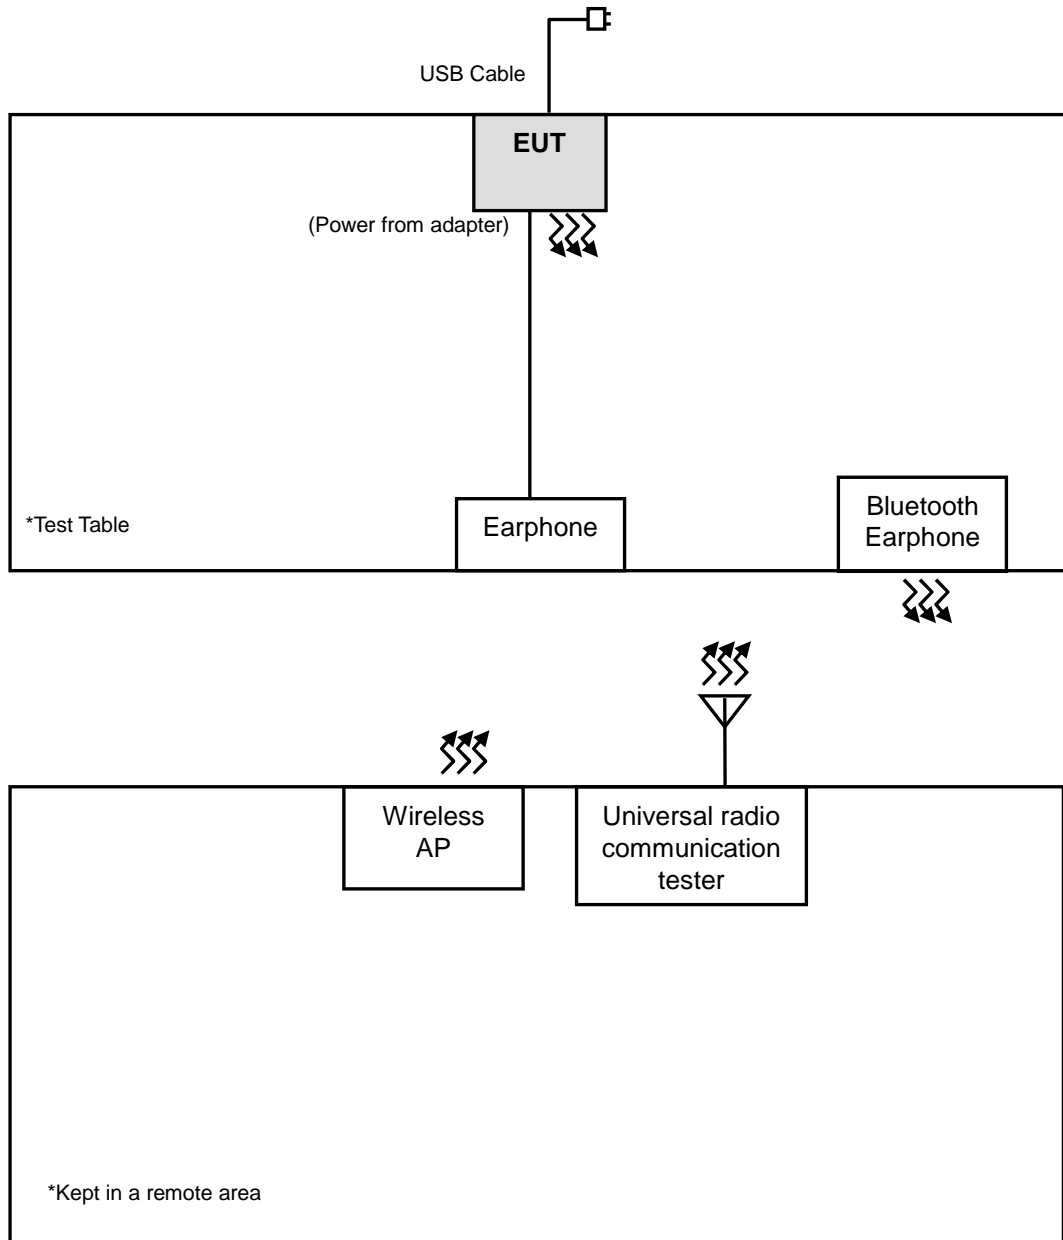 USB Cable
EUT
(Power from adapter)
*Test Table
Earphone
Bluetooth
Earphone
Wireless
AP
Universal radio
communication
tester
*Kept in a remote area